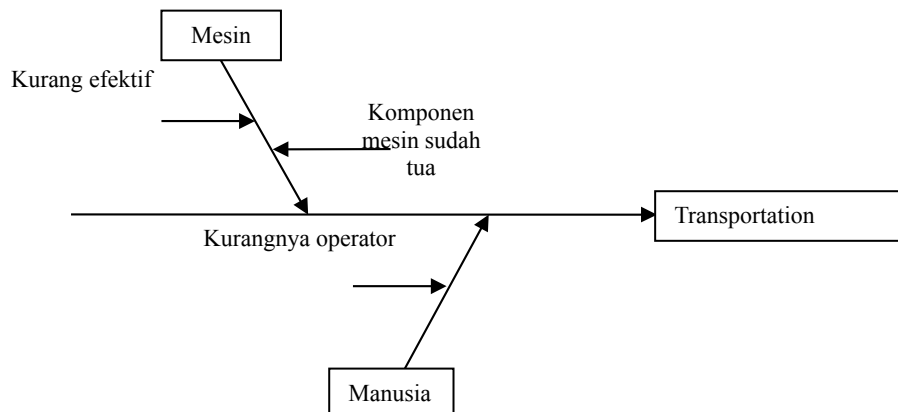 Mesin
Kurang efektif
Komponen
mesin sudah
tua
Transportation
Kurangnya operator
Manusia